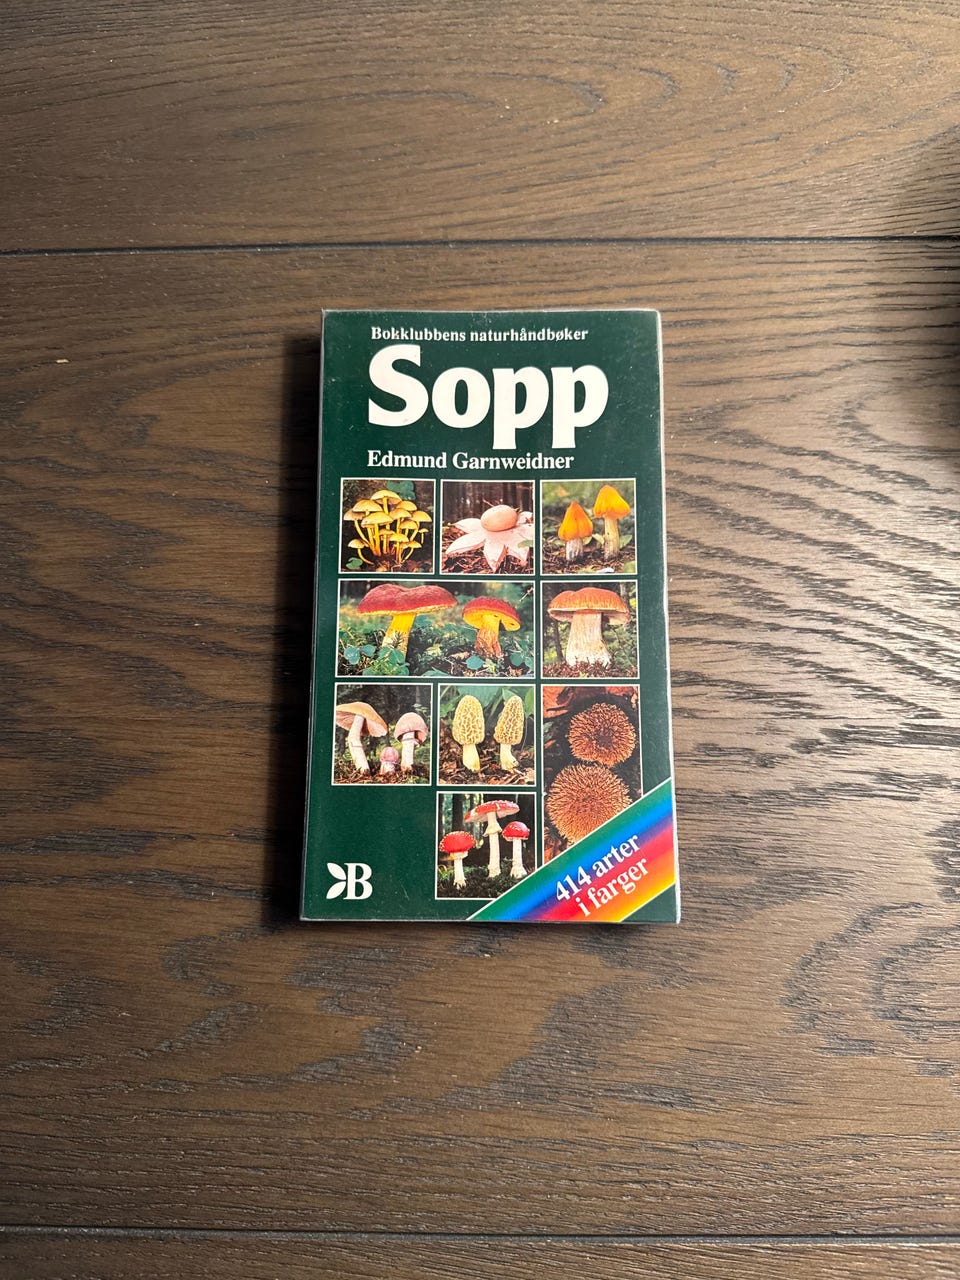 Bokklubbens naturhåndbøker
Sopp
Edmund Garnweidner
B
414 arter
i farger